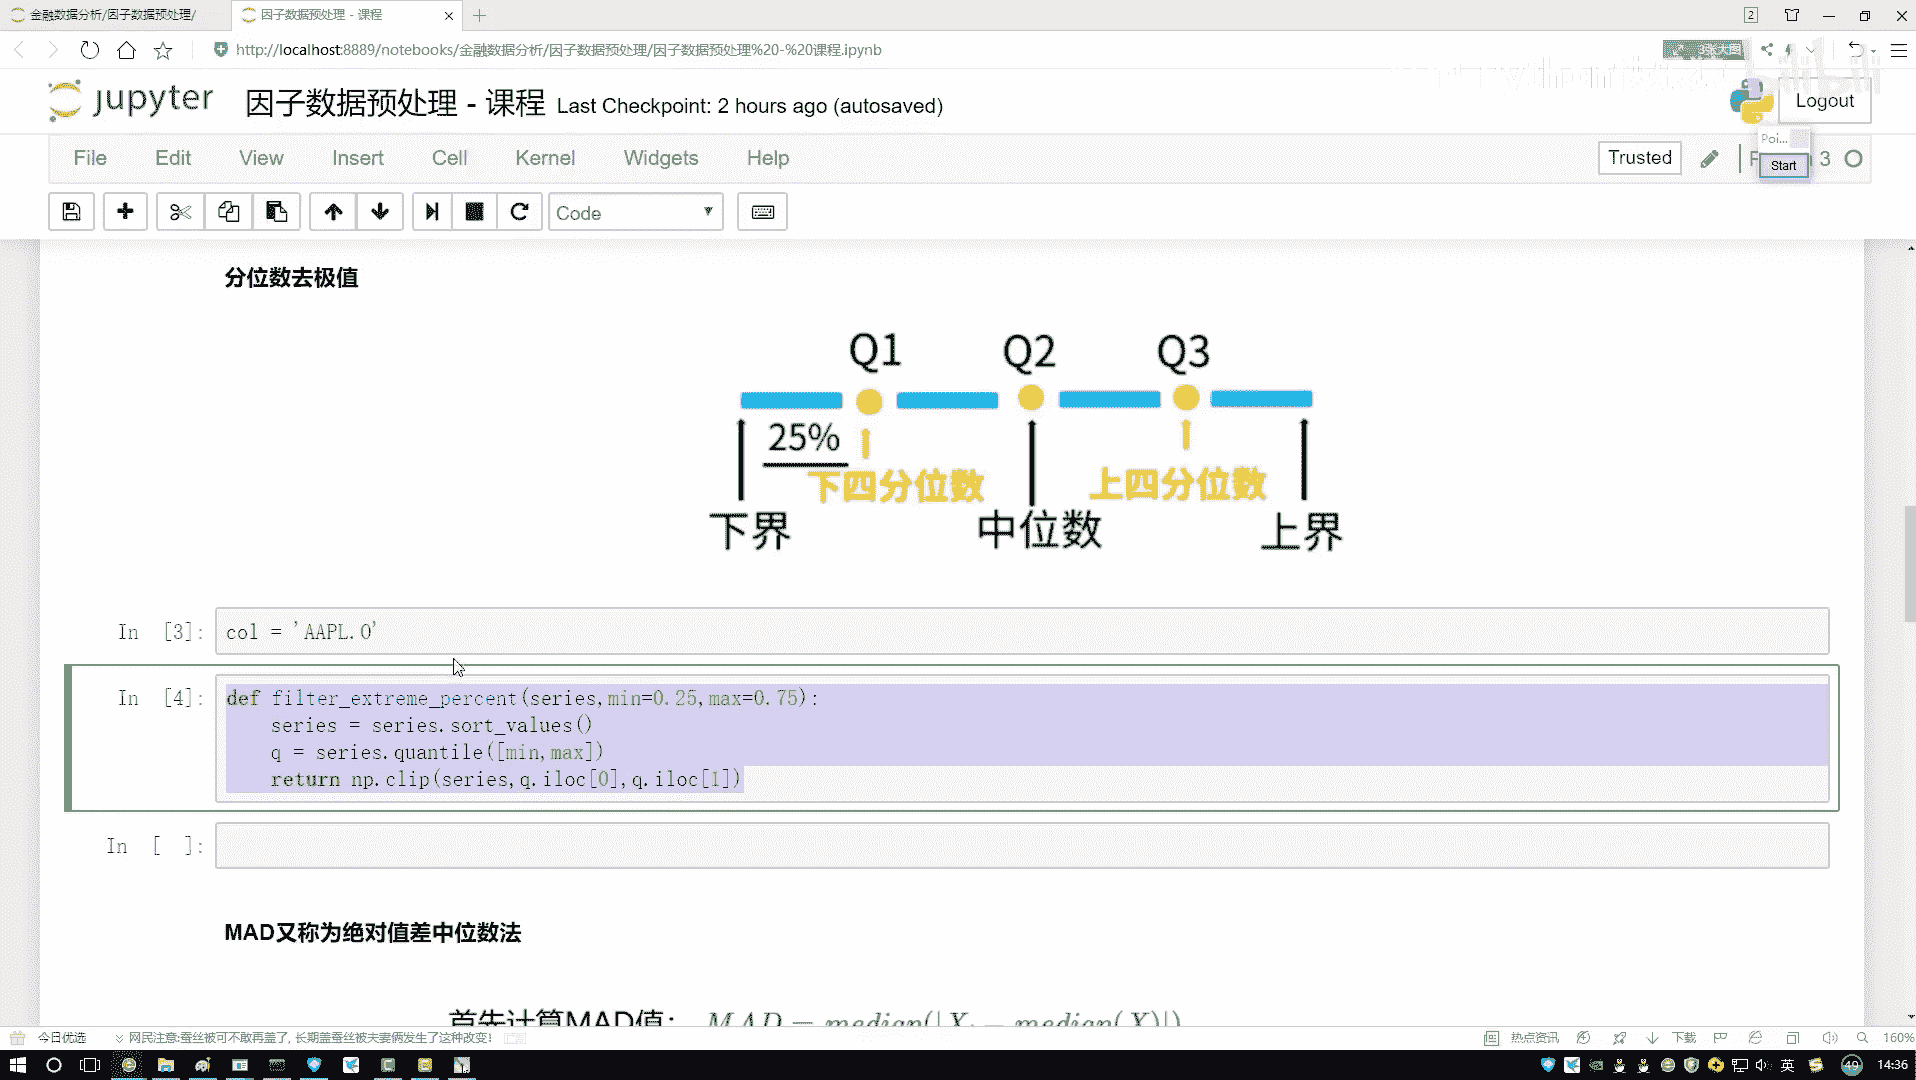 金融数据分析/因子数据预处理/
因子数据预处理 - 课程
2
http://localhost:8889/notebooks/金融数据分析/因子数据预处理/因子数据预处理%20-%20课程.ipynb
3张大图
jupyter
因子数据预处理 - 课程
Last Checkpoint: 2 hours ago (autosaved)
Logout
File Edit View Insert Cell Kernel Widgets Help
Trusted
3
Poi...
Start
Code
分位数去极值
Q1 Q2 Q3
25%
下四分位数 上四分位数
下界 中位数 上界
In [3]: col = 'AAPL.O'
In [4]: def filter_extreme_percent(series,min=0.25,max=0.75):
series = series.sort_values()
q = series.quantile([min,max])
return np.clip(series,q.iloc[0],q.iloc[1])
In [ ]:
MAD又称为绝对值差中位数法
首先计算MAD值： MAD = median(|X_i − median(X)|)
今日优选 网民注意:蚕丝被可不敢再盖了, 长期盖蚕丝被夫妻俩发生了这种改变!
热点资讯 下载 160%
英 49 14:36